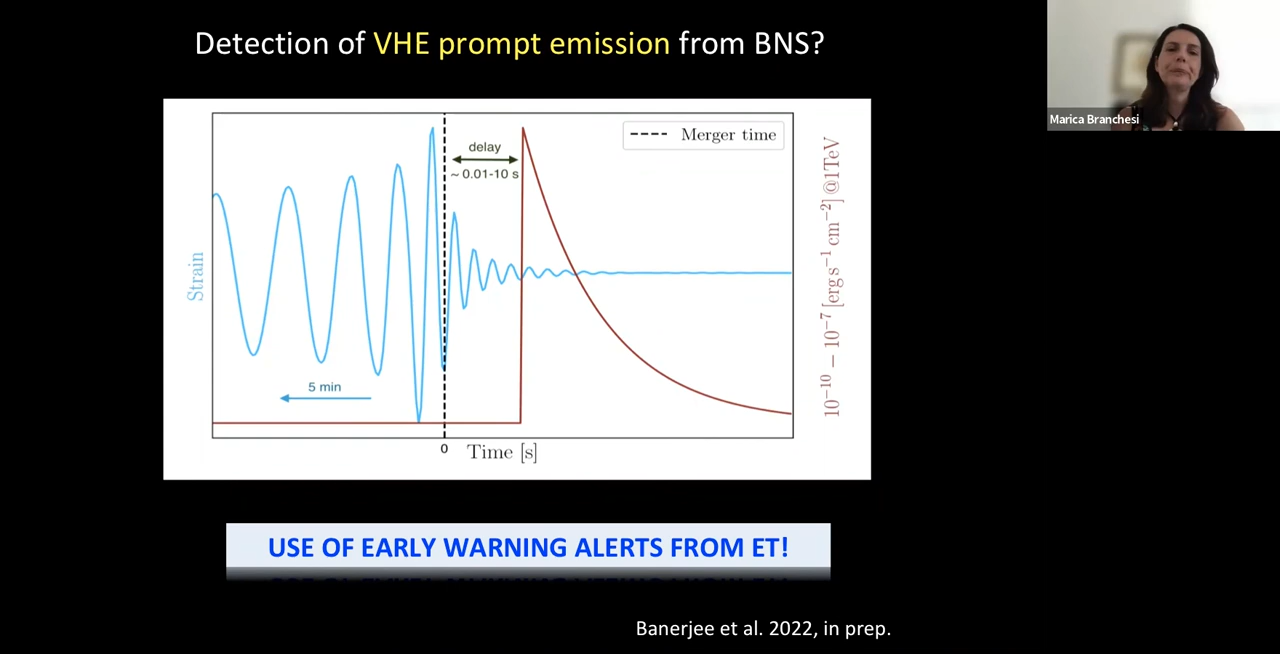 Detection of VHE prompt emission from BNS?
Marica Branchesi
Merger time
delay
~ 0.01-10 s
Strain
5 min
10⁻¹⁰ − 10⁻⁷ [erg s⁻¹ cm⁻²] @1TeV
0
Time [s]
USE OF EARLY WARNING ALERTS FROM ET!
Banerjee et al. 2022, in prep.